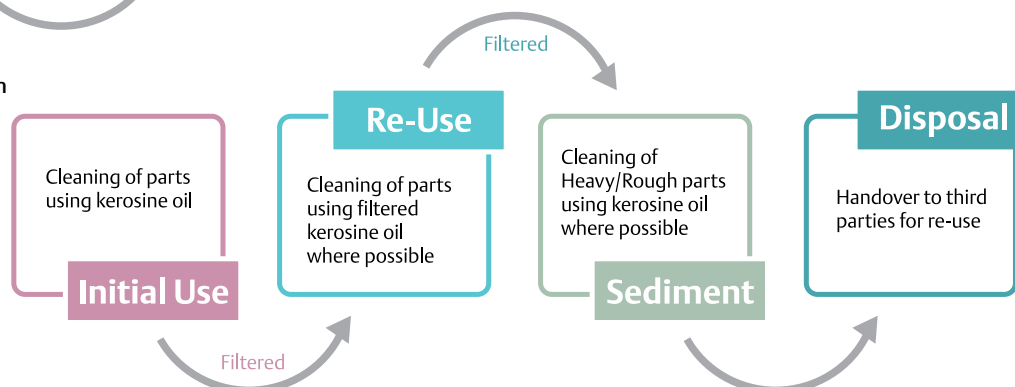 Filtered
Re-Use
Disposal
Cleaning of parts
using kerosine oil
Initial Use
Cleaning of parts
using filtered
kerosine oil
where possible
Cleaning of
Heavy/Rough parts
using kerosine oil
where possible
Sediment
Handover to third
parties for re-use
Filtered